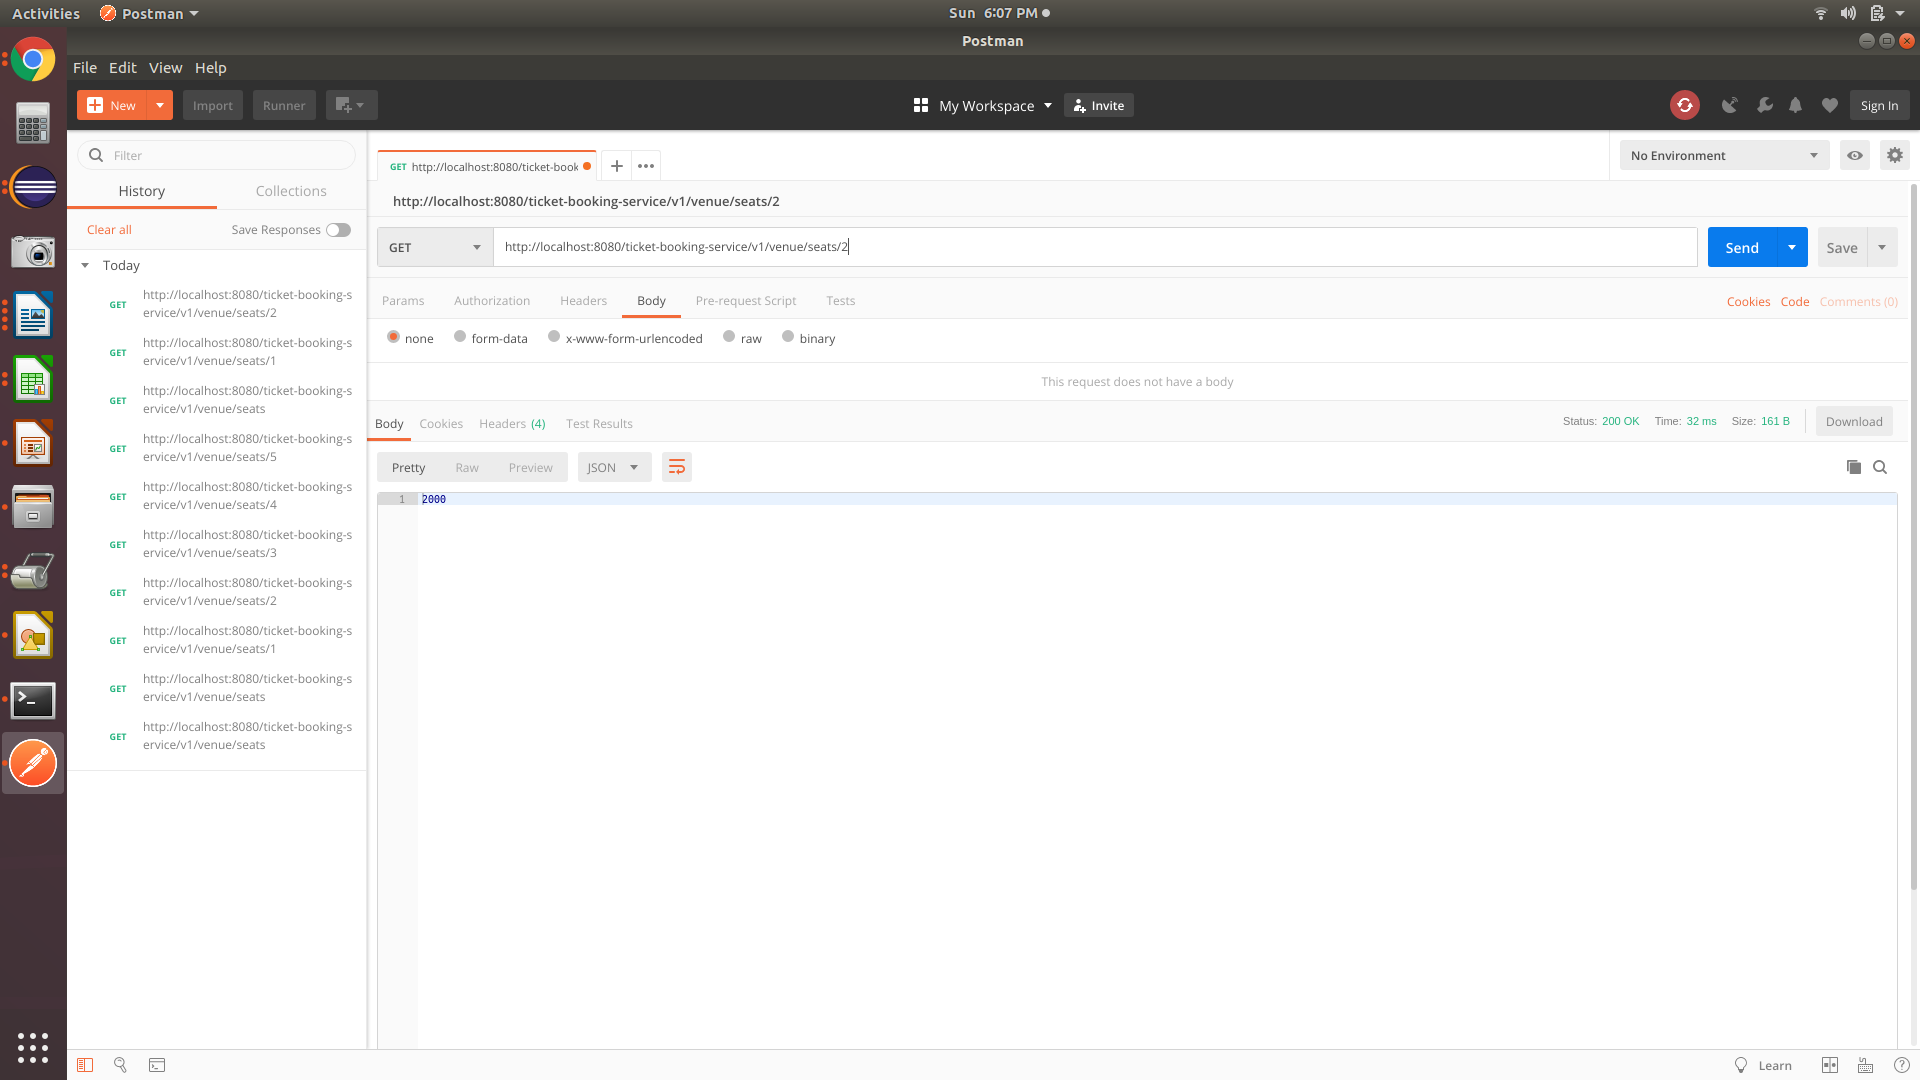 Activities
Postman
Sun 6:07 PM
Postman
File Edit View Help
New
Import
Runner
My Workspace
Invite
Sign In
Filter
History
Collections
Clear all
Save Responses
Today
GET
http://localhost:8080/ticket-booking-s
ervice/v1/venue/seats/2
GET
http://localhost:8080/ticket-booking-s
ervice/v1/venue/seats/1
GET
http://localhost:8080/ticket-booking-s
ervice/v1/venue/seats
GET
http://localhost:8080/ticket-booking-s
ervice/v1/venue/seats/5
GET
http://localhost:8080/ticket-booking-s
ervice/v1/venue/seats/4
GET
http://localhost:8080/ticket-booking-s
ervice/v1/venue/seats/3
GET
http://localhost:8080/ticket-booking-s
ervice/v1/venue/seats/2
GET
http://localhost:8080/ticket-booking-s
ervice/v1/venue/seats/1
GET
http://localhost:8080/ticket-booking-s
ervice/v1/venue/seats
GET
http://localhost:8080/ticket-booking-s
ervice/v1/venue/seats
GET http://localhost:8080/ticket-book
No Environment
http://localhost:8080/ticket-booking-service/v1/venue/seats/2
GET
http://localhost:8080/ticket-booking-service/v1/venue/seats/2
Send
Save
Params Authorization Headers Body Pre-request Script Tests
Cookies Code Comments (0)
none form-data x-www-form-urlencoded raw binary
This request does not have a body
Body Cookies Headers (4) Test Results
Status: 200 OK Time: 32 ms Size: 161 B
Download
Pretty Raw Preview JSON
1 2000
Learn